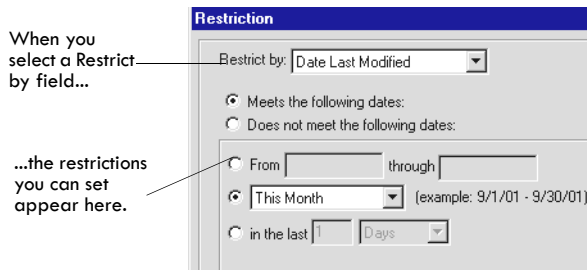 Restriction
When you
select a Restrict
by field...
Restrict by: Date Last Modified
Meets the following dates:
Does not meet the following dates:
...the restrictions
you can set
appear here.
From through
This Month (example: 9/1/01 - 9/30/01)
in the last 1 Days